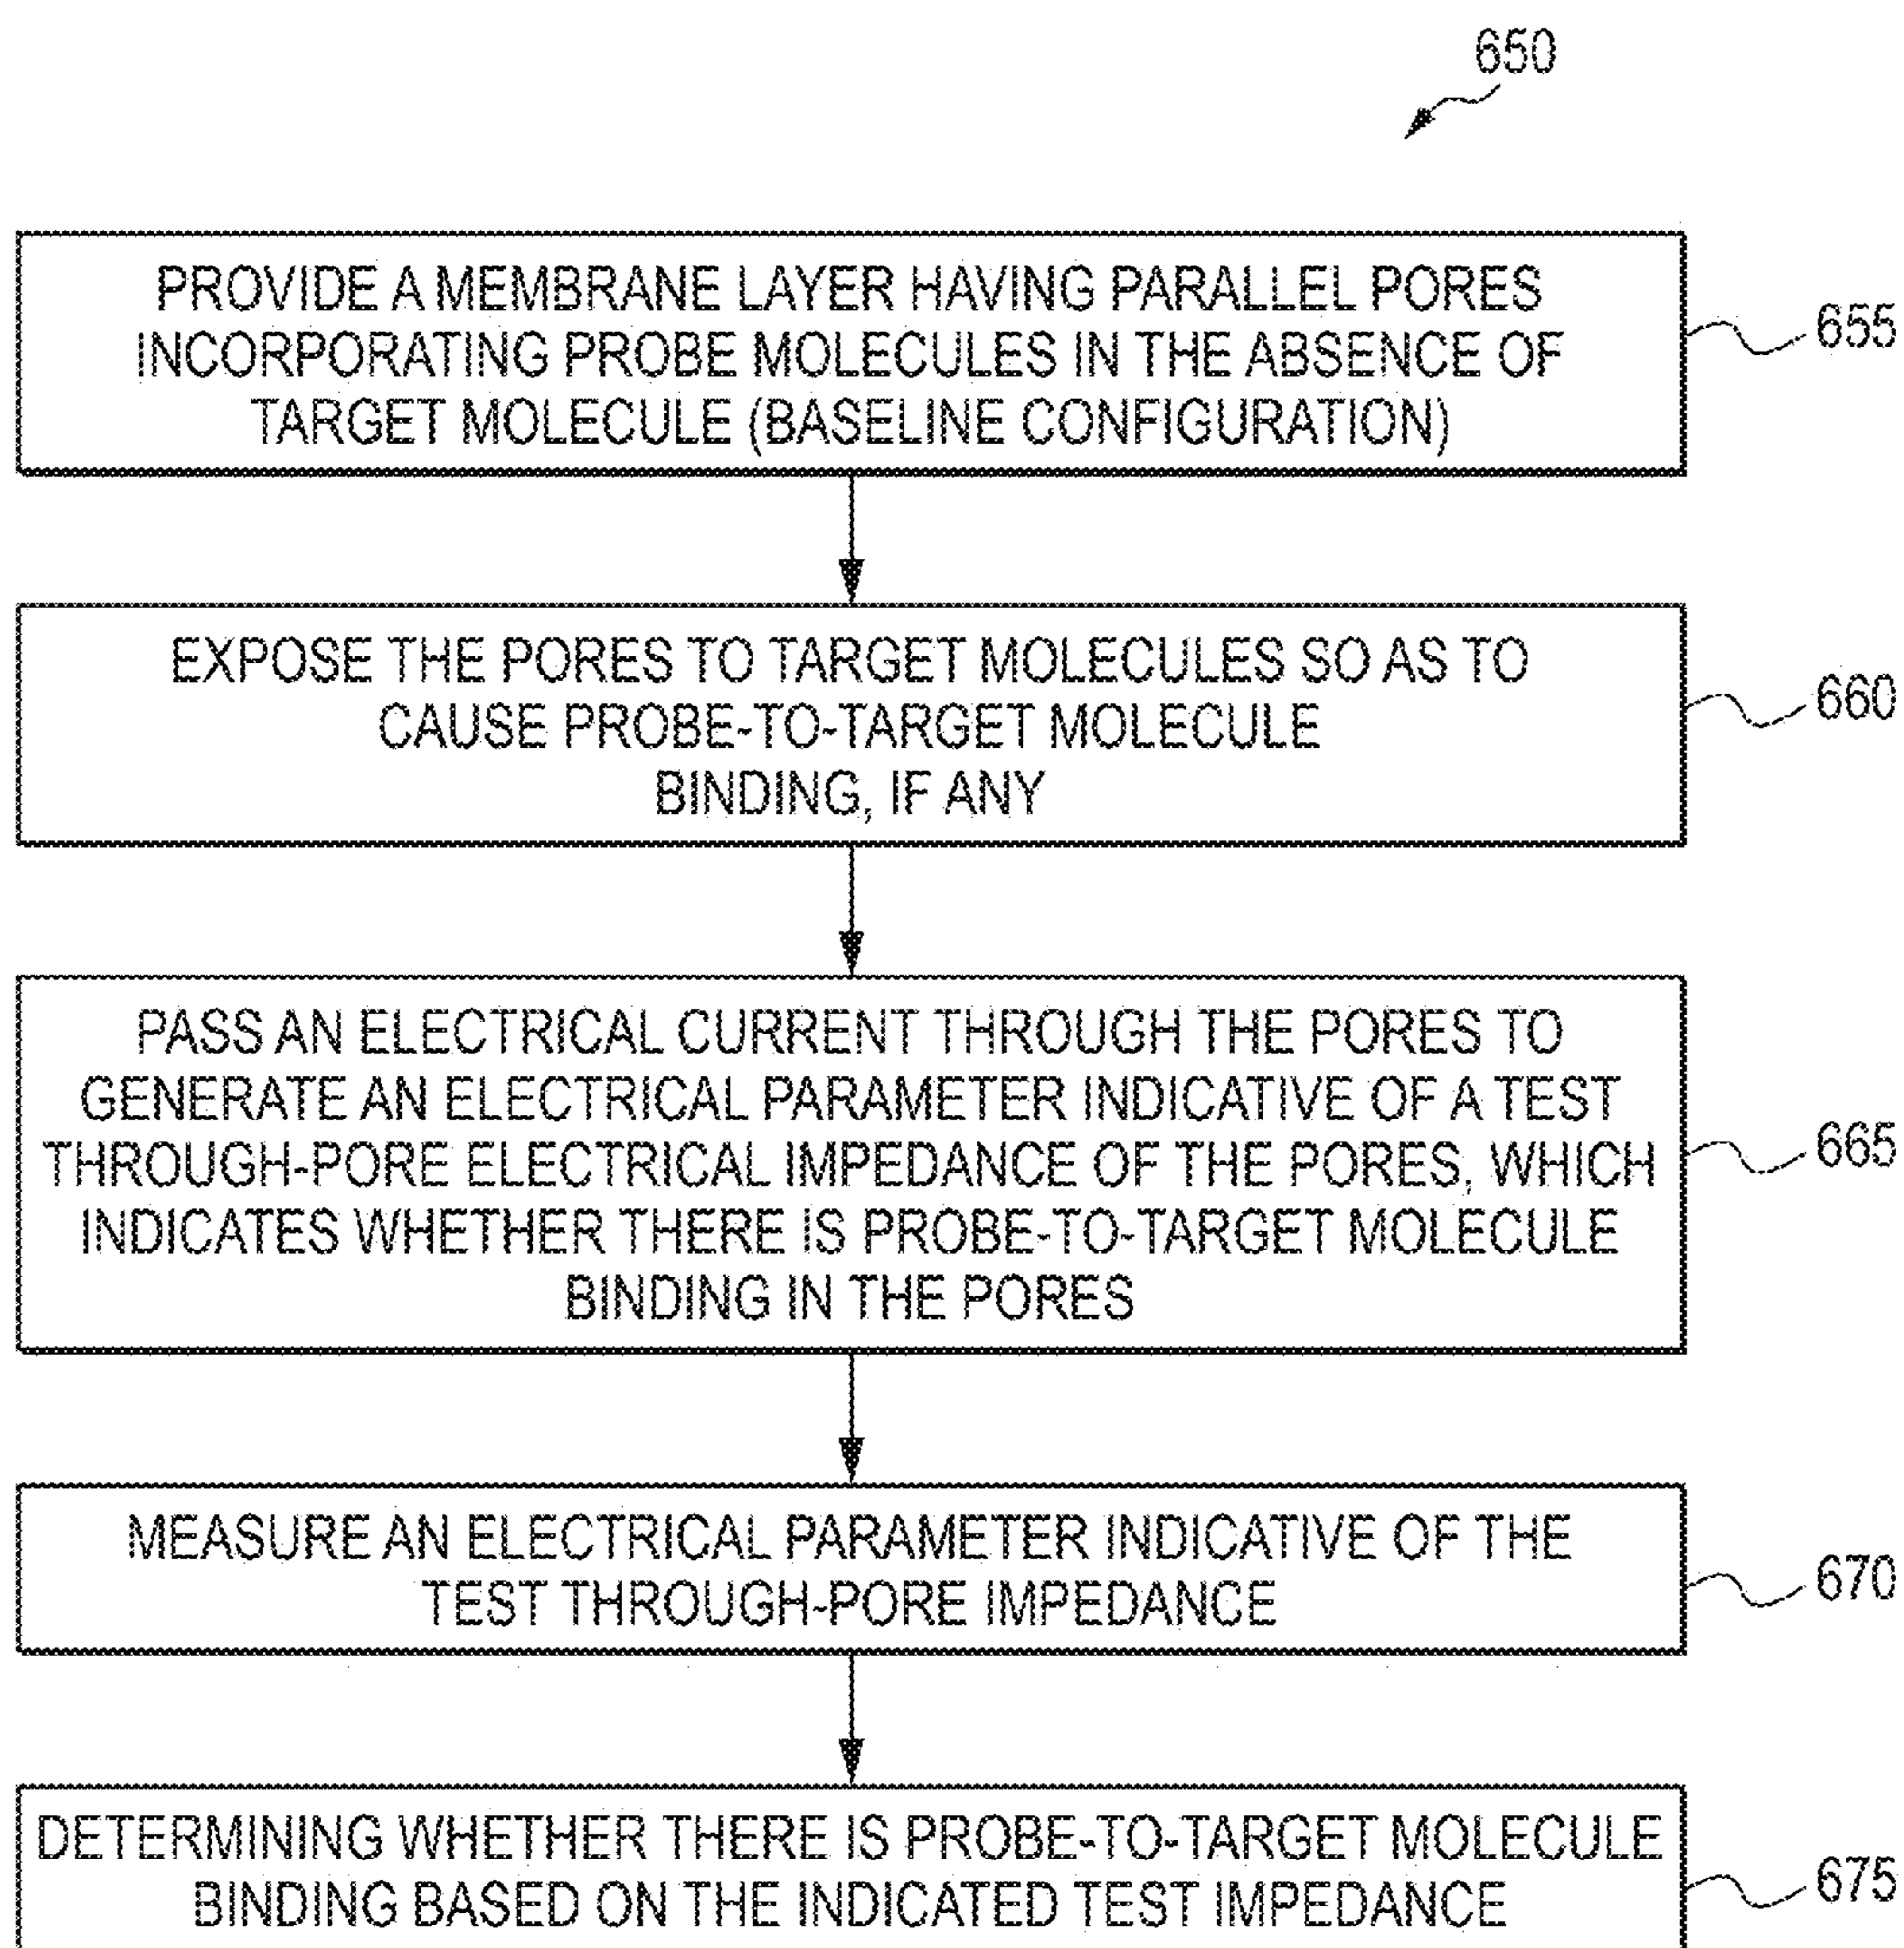 650
PROVIDE A MEMBRANE LAYER HAVING PARALLEL PORES
INCORPORATING PROBE MOLECULES IN THE ABSENCE OF
TARGET MOLECULE (BASELINE CONFIGURATION)
655
EXPOSE THE PORES TO TARGET MOLECULES SO AS TO
CAUSE PROBE-TO-TARGET MOLECULE
BINDING, IF ANY
660
PASS AN ELECTRICAL CURRENT THROUGH THE PORES TO
GENERATE AN ELECTRICAL PARAMETER INDICATIVE OF A TEST
THROUGH-PORE ELECTRICAL IMPEDANCE OF THE PORES, WHICH
INDICATES WHETHER THERE IS PROBE-TO-TARGET MOLECULE
BINDING IN THE PORES
665
MEASURE AN ELECTRICAL PARAMETER INDICATIVE OF THE
TEST THROUGH-PORE IMPEDANCE
670
DETERMINING WHETHER THERE IS PROBE-TO-TARGET MOLECULE
BINDING BASED ON THE INDICATED TEST IMPEDANCE
675